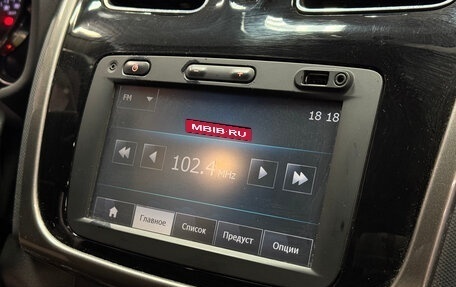 FM
18 18
MBIB.RU
102.4 MHz
Главное
Список
Предуст
Опции